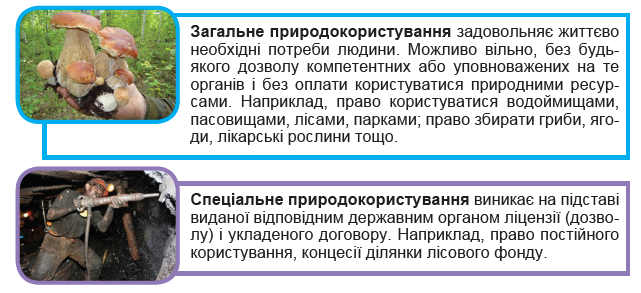 Загальне природокористування задовольняє життєво
необхідні потреби людини. Можливо вільно, без будь-
якого дозволу компетентних або уповноважених на те
органів і без оплати користуватися природними ресур-
сами. Наприклад, право користуватися водоймищами,
пасовищами, лісами, парками; право збирати гриби, яго-
ди, лікарські рослини тощо.
Спеціальне природокористування виникає на підставі
виданої відповідним державним органом ліцензії (дозво-
лу) і укладеного договору. Наприклад, право постійного
користування, концесії ділянки лісового фонду.